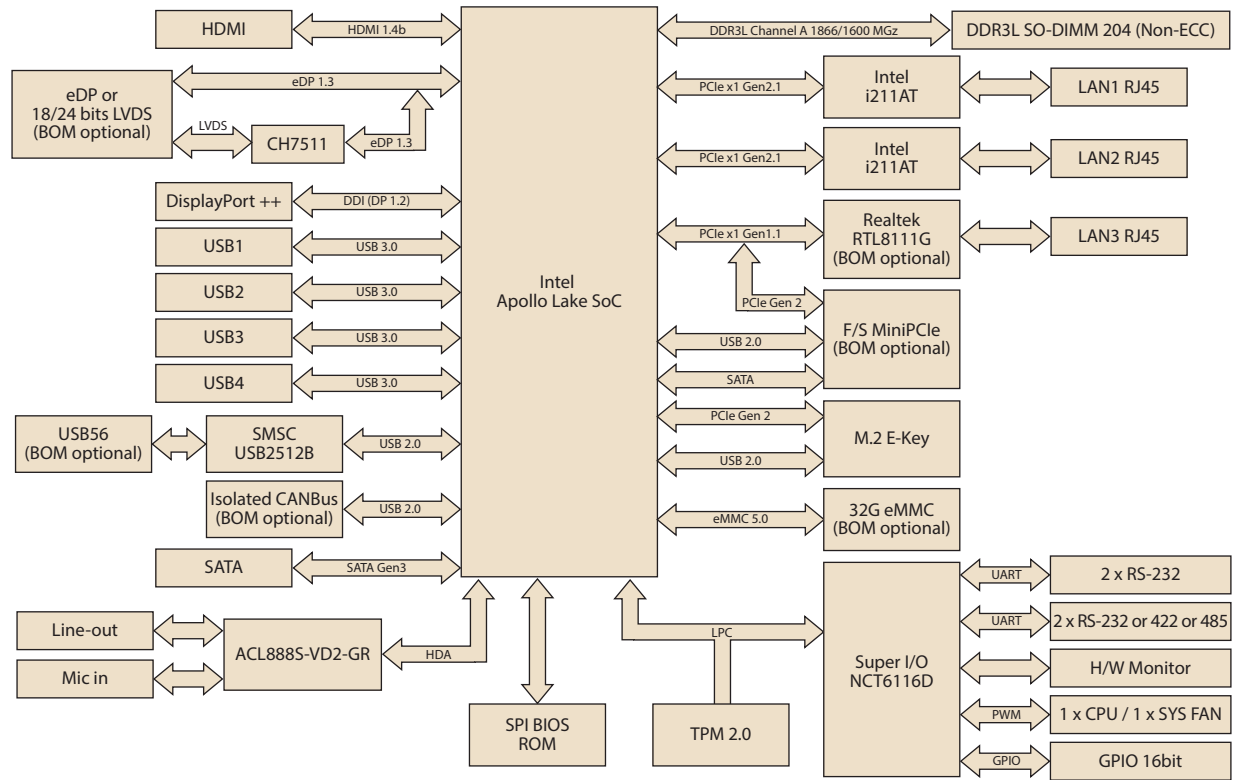 HDMI
HDMI 1.4b
eDP or
18/24 bits LVDS
(BOM optional)
eDP 1.3
LVDS
CH7511
eDP 1.3
DisplayPort ++
DDI (DP 1.2)
USB1
USB 3.0
USB2
USB 3.0
USB3
USB 3.0
USB4
USB 3.0
USB56
(BOM optional)
SMSC
USB2512B
USB 2.0
Isolated CANBus
(BOM optional)
USB 2.0
SATA
SATA Gen3
Line-out
Mic in
ACL888S-VD2-GR
HDA
Intel
Apollo Lake SoC
SPI BIOS
ROM
TPM 2.0
LPC
DDR3L Channel A 1866/1600 MGz
DDR3L SO-DIMM 204 (Non-ECC)
PCIe x1 Gen2.1
Intel
i211AT
LAN1 RJ45
PCIe x1 Gen2.1
Intel
i211AT
LAN2 RJ45
PCIe x1 Gen1.1
Realtek
RTL8111G
(BOM optional)
LAN3 RJ45
PCIe Gen 2
F/S MiniPCIe
(BOM optional)
USB 2.0
SATA
PCIe Gen 2
M.2 E-Key
USB 2.0
eMMC 5.0
32G eMMC
(BOM optional)
Super I/O
NCT6116D
UART
2 x RS-232
UART
2 x RS-232 or 422 or 485
H/W Monitor
PWM
1 x CPU / 1 x SYS FAN
GPIO
GPIO 16bit